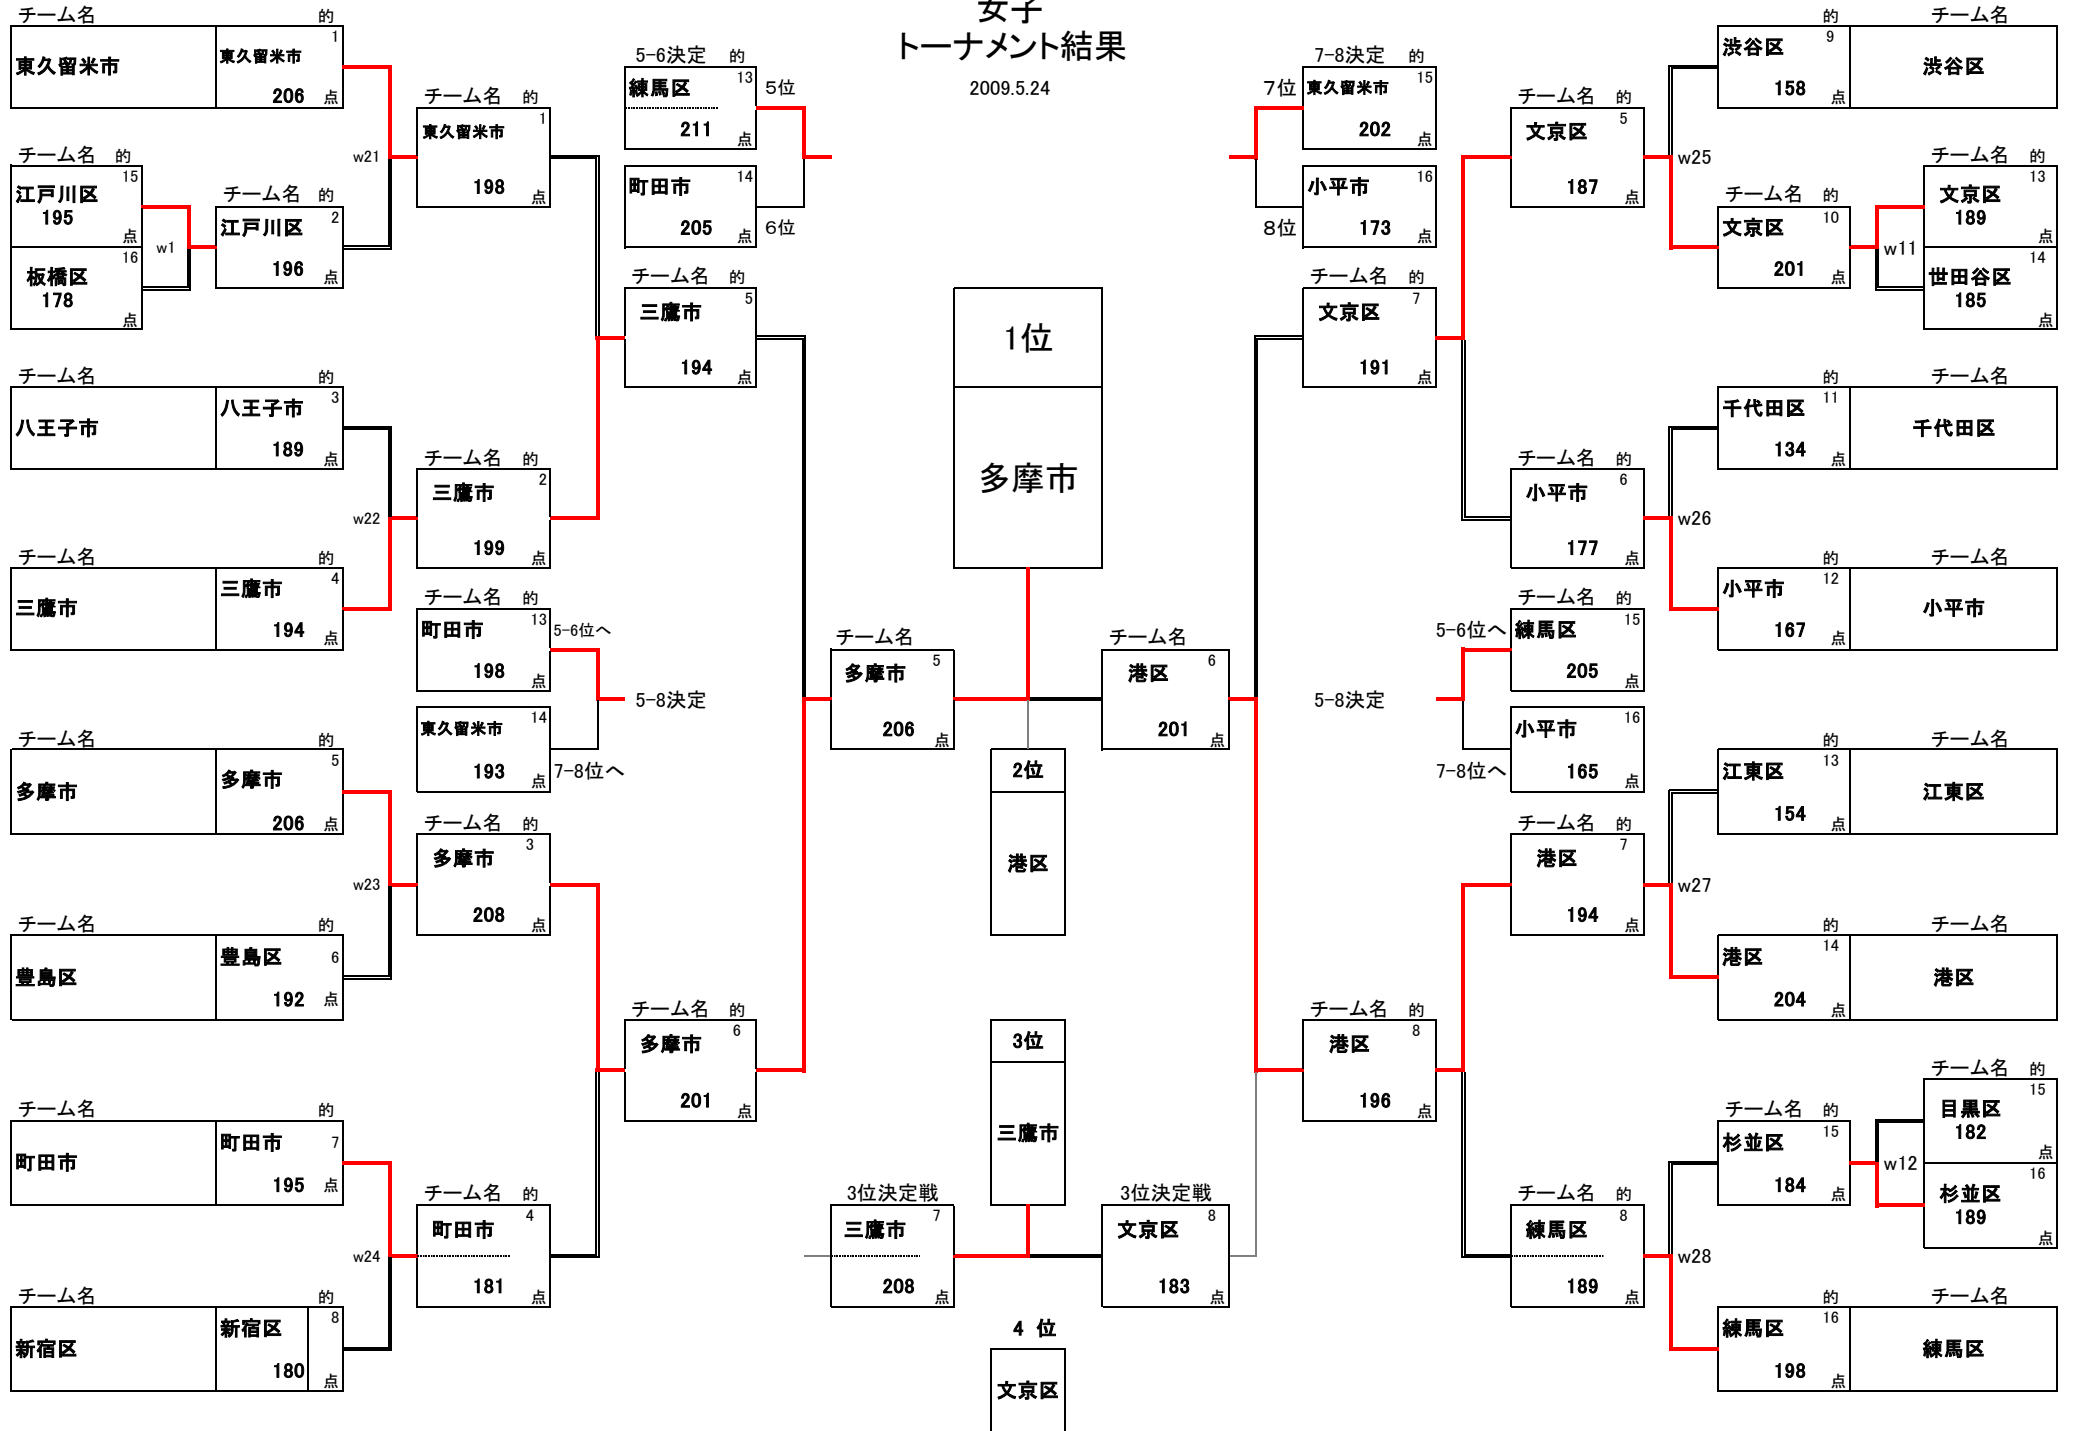 女子
トーナメント結果
2009.5.24
チーム名 的
東久留米市 東久留米市 1
206 点
w21
チーム名 的
江戸川区 15
195
点
板橋区 16
178
点
w1
チーム名 的
江戸川区 2
196 点
チーム名 的
八王子市 八王子市 3
189 点
w22
チーム名 的
三鷹市 三鷹市 4
194 点
チーム名 的
多摩市 多摩市 5
206 点
w23
チーム名 的
豊島区 豊島区 6
192 点
チーム名 的
町田市 町田市 7
195 点
w24
チーム名 的
新宿区 新宿区 8
180 点
チーム名 的
東久留米市 1
198 点
チーム名 的
三鷹市 2
199 点
チーム名 的
町田市 13
198 点
5-6位へ
東久留米市 14
193 点
7-8位へ
5-8決定
チーム名 的
多摩市 3
208 点
チーム名 的
町田市 4
181 点
5-6決定 的
練馬区 13
211 点
5位
町田市 14
205 点
6位
チーム名 的
三鷹市 5
194 点
チーム名 的
多摩市 6
201 点
チーム名
多摩市 5
206 点
1位
多摩市
2位
港区
3位
三鷹市
4 位
文京区
3位決定戦
三鷹市 7
208 点
3位決定戦
文京区 8
183 点
チーム名
港区 6
201 点
7-8決定 的
7位
東久留米市 15
202 点
8位
小平市 16
173 点
チーム名 的
文京区 7
191 点
チーム名 的
港区 8
196 点
5-8決定
チーム名 的
文京区 5
187 点
チーム名 的
小平市 6
177 点
チーム名 的
5-6位へ
練馬区 15
205 点
小平市 16
7-8位へ
165 点
チーム名 的
港区 7
194 点
チーム名 的
練馬区 8
189 点
的 チーム名
渋谷区 9 渋谷区
158 点
w25
チーム名 的
文京区 10
201 点
w11
チーム名 的
文京区 13
189
点
世田谷区 14
185
点
的 チーム名
千代田区 11 千代田区
134 点
w26
的 チーム名
小平市 12 小平市
167 点
的 チーム名
江東区 13 江東区
154 点
w27
的 チーム名
港区 14 港区
204 点
チーム名 的
杉並区 15
184 点
w12
チーム名 的
目黒区 15
182
点
杉並区 16
189
点
w28
的 チーム名
練馬区 16 練馬区
198 点